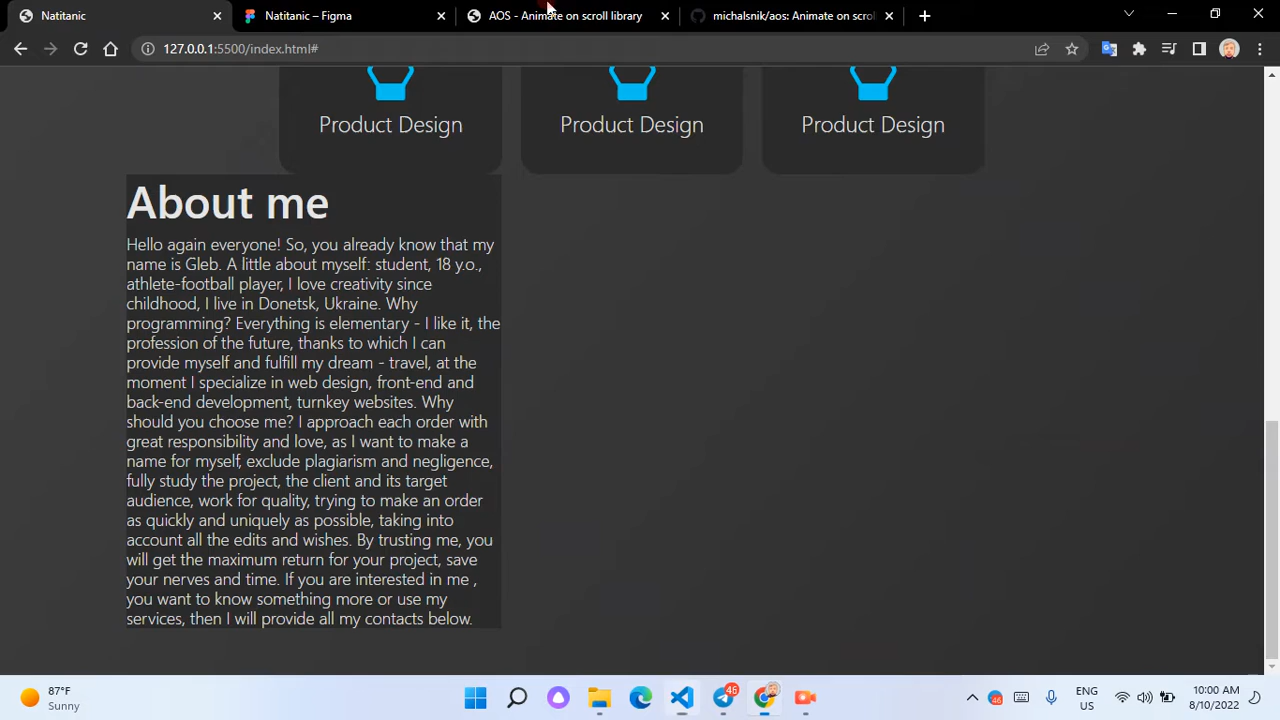 Natitanic
Natitanic – Figma
AOS - Animate on scroll library
michalsnik/aos: Animate on scrol
127.0.0.1:5500/index.html#
Product Design
Product Design
Product Design
About me
Hello again everyone! So, you already know that my
name is Gleb. A little about myself: student, 18 y.o.,
athlete-football player, I love creativity since
childhood, I live in Donetsk, Ukraine. Why
programming? Everything is elementary - I like it, the
profession of the future, thanks to which I can
provide myself and fulfill my dream - travel, at the
moment I specialize in web design, front-end and
back-end development, turnkey websites. Why
should you choose me? I approach each order with
great responsibility and love, as I want to make a
name for myself, exclude plagiarism and negligence,
fully study the project, the client and its target
audience, work for quality, trying to make an order
as quickly and uniquely as possible, taking into
account all the edits and wishes. By trusting me, you
will get the maximum return for your project, save
your nerves and time. If you are interested in me ,
you want to know something more or use my
services, then I will provide all my contacts below.
87°F
Sunny
46
46
ENG
US
10:00 AM
8/10/2022